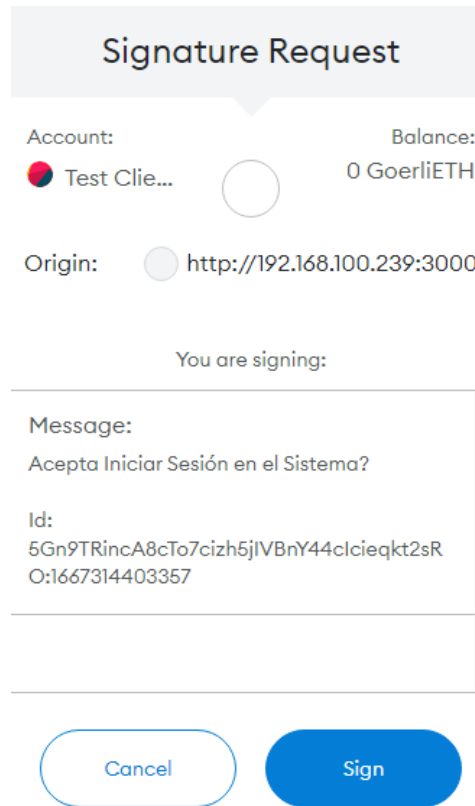 Signature Request
Account:
Balance:
Test Clie...
0 GoerliETH
Origin:
http://192.168.100.239:3000
You are signing:
Message:
Acepta Iniciar Sesión en el Sistema?
Id:
5Gn9TRincA8cTo7cizh5jIVBnY44cIcieqkt2sR
O:1667314403357
Cancel
Sign